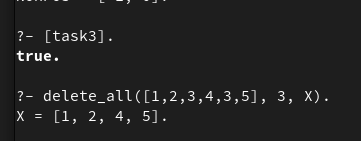 ?- [task3].
true.
?- delete_all([1,2,3,4,3,5], 3, X).
X = [1, 2, 4, 5].